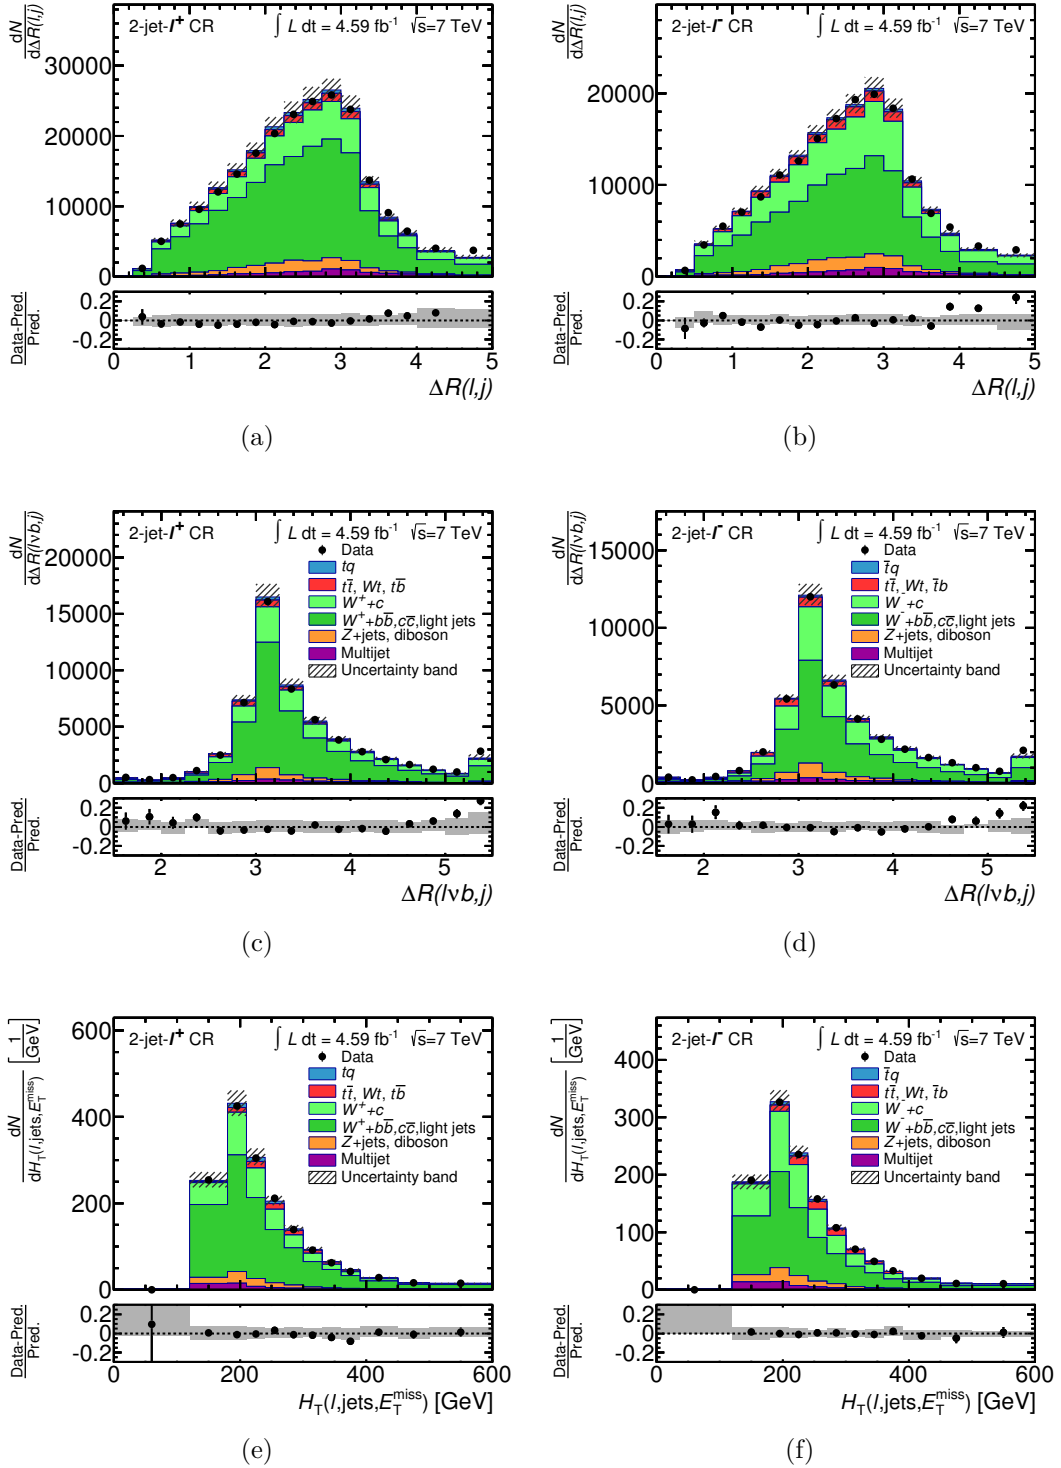 2-jet-l⁺ CR ∫ L dt = 4.59 fb⁻¹ √s=7 TeV
dN
dΔR(l,j)
30000
20000
10000
0
Data-Pred.
Pred.
0.2
0
-0.2
0 1 2 3 4 5
ΔR(l,j)
(a)
2-jet-l⁻ CR ∫ L dt = 4.59 fb⁻¹ √s=7 TeV
dN
dΔR(l,j)
20000
10000
0
Data-Pred.
Pred.
0.2
0
-0.2
0 1 2 3 4 5
ΔR(l,j)
(b)
2-jet-l⁺ CR ∫ L dt = 4.59 fb⁻¹ √s=7 TeV
dN
dΔR(lνb,j)
20000
15000
10000
5000
0
Data
tq
tt̄, Wt, tb̄
W⁺+c
W⁺+bb̄,cc̄,light jets
Z+jets, diboson
Multijet
Uncertainty band
Data-Pred.
Pred.
0.2
0
-0.2
2 3 4 5
ΔR(lνb,j)
(c)
2-jet-l⁻ CR ∫ L dt = 4.59 fb⁻¹ √s=7 TeV
dN
dΔR(lνb,j)
15000
10000
5000
0
Data
t̄q
tt̄, Wt, t̄b
W⁻+c
W⁻+bb̄,cc̄,light jets
Z+jets, diboson
Multijet
Uncertainty band
Data-Pred.
Pred.
0.2
0
-0.2
2 3 4 5
ΔR(lνb,j)
(d)
2-jet-l⁺ CR ∫ L dt = 4.59 fb⁻¹ √s=7 TeV
dN
dH_T(l,jets,E_T^miss) [1/GeV]
600
400
200
0
Data
tq
tt̄, Wt, tb̄
W⁺+c
W⁺+bb̄,cc̄,light jets
Z+jets, diboson
Multijet
Uncertainty band
Data-Pred.
Pred.
0.2
0
-0.2
0 200 400 600
H_T(l,jets,E_T^miss) [GeV]
(e)
2-jet-l⁻ CR ∫ L dt = 4.59 fb⁻¹ √s=7 TeV
dN
dH_T(l,jets,E_T^miss) [1/GeV]
400
300
200
100
0
Data
t̄q
tt̄, Wt, t̄b
W⁻+c
W⁻+bb̄,cc̄,light jets
Z+jets, diboson
Multijet
Uncertainty band
Data-Pred.
Pred.
0.2
0
-0.2
0 200 400 600
H_T(l,jets,E_T^miss) [GeV]
(f)